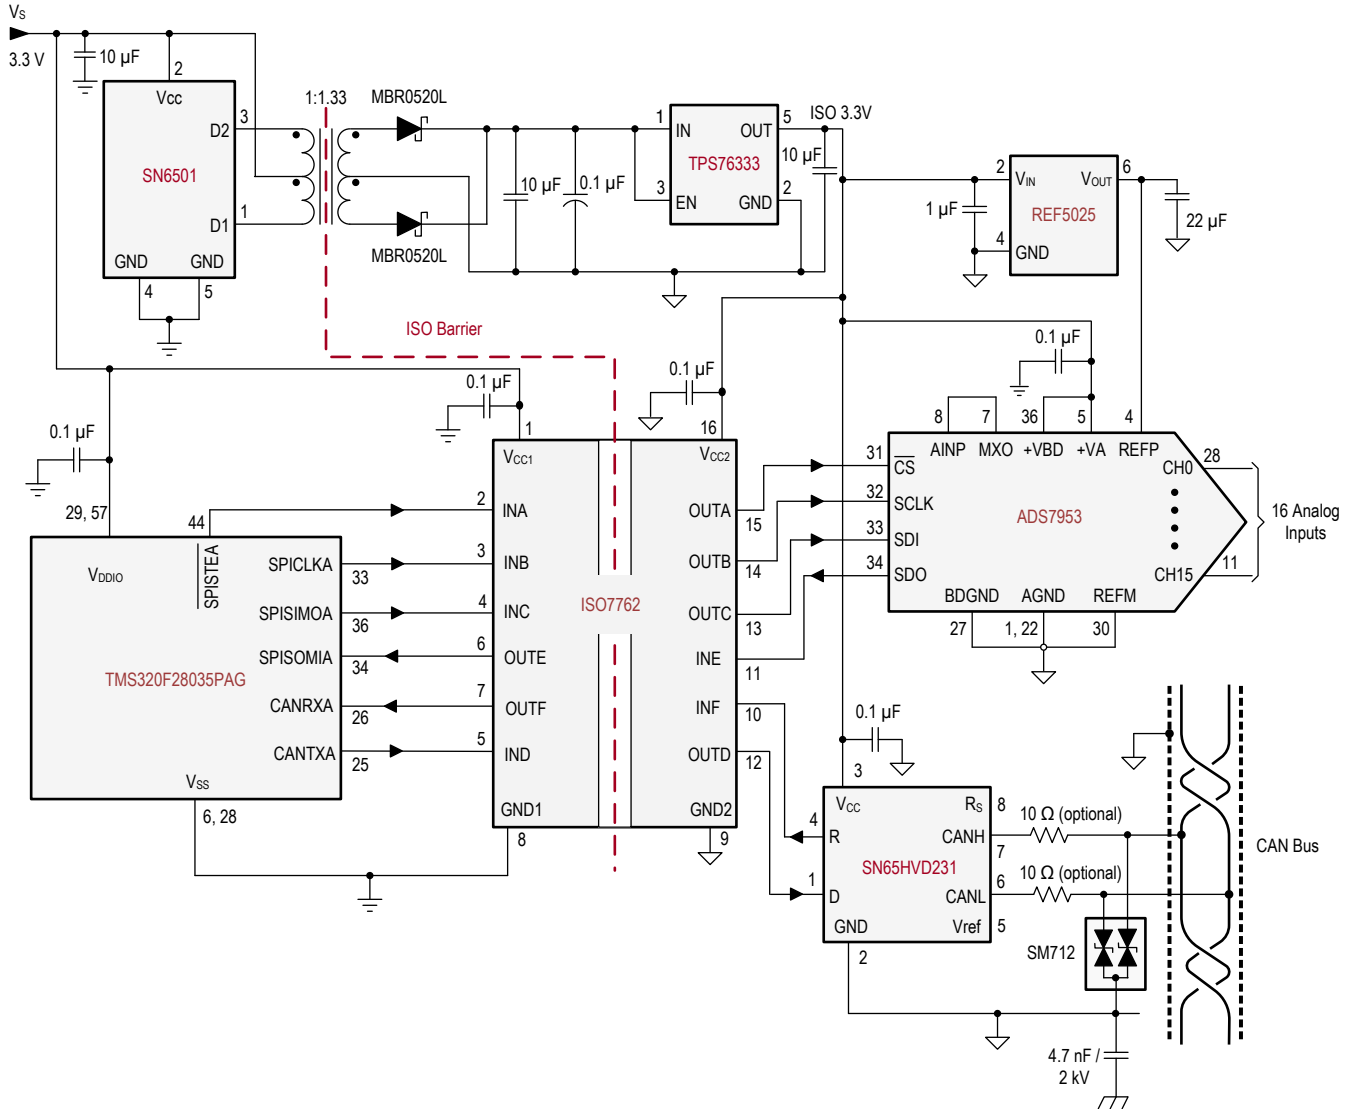 VS
3.3 V
10 µF
2
Vcc
D2
3
SN6501
D1
1
GND
GND
4
5
1:1.33
MBR0520L
MBR0520L
10 µF
0.1 µF
1
IN
OUT
5
TPS76333
3
EN
GND
2
ISO 3.3V
10 µF
1 µF
2
VIN
VOUT
6
REF5025
4
GND
22 µF
ISO Barrier
0.1 µF
0.1 µF
0.1 µF
0.1 µF
1
16
VCC1
VCC2
29, 57
44
VDDIO
SPISTEA
SPICLKA
33
SPISIMOA
36
SPISOMIA
34
TMS320F28035PAG
CANRXA
26
CANTXA
25
VSS
6, 28
2
INA
3
INB
4
INC
6
OUTE
7
OUTF
5
IND
GND1
8
ISO7762
OUTA
15
OUTB
14
OUTC
13
INE
11
INF
10
OUTD
12
GND2
9
8
7
36
5
4
AINP
MXO
+VBD
+VA
REFP
31
CS
32
SCLK
33
SDI
34
SDO
ADS7953
CH0
28
CH15
11
16 Analog
Inputs
BDGND
AGND
REFM
27
1, 22
30
0.1 µF
3
VCC
RS
8
4
R
CANH
7
10 Ω (optional)
SN65HVD231
1
D
CANL
6
10 Ω (optional)
GND
Vref
5
2
SM712
CAN Bus
4.7 nF /
2 kV